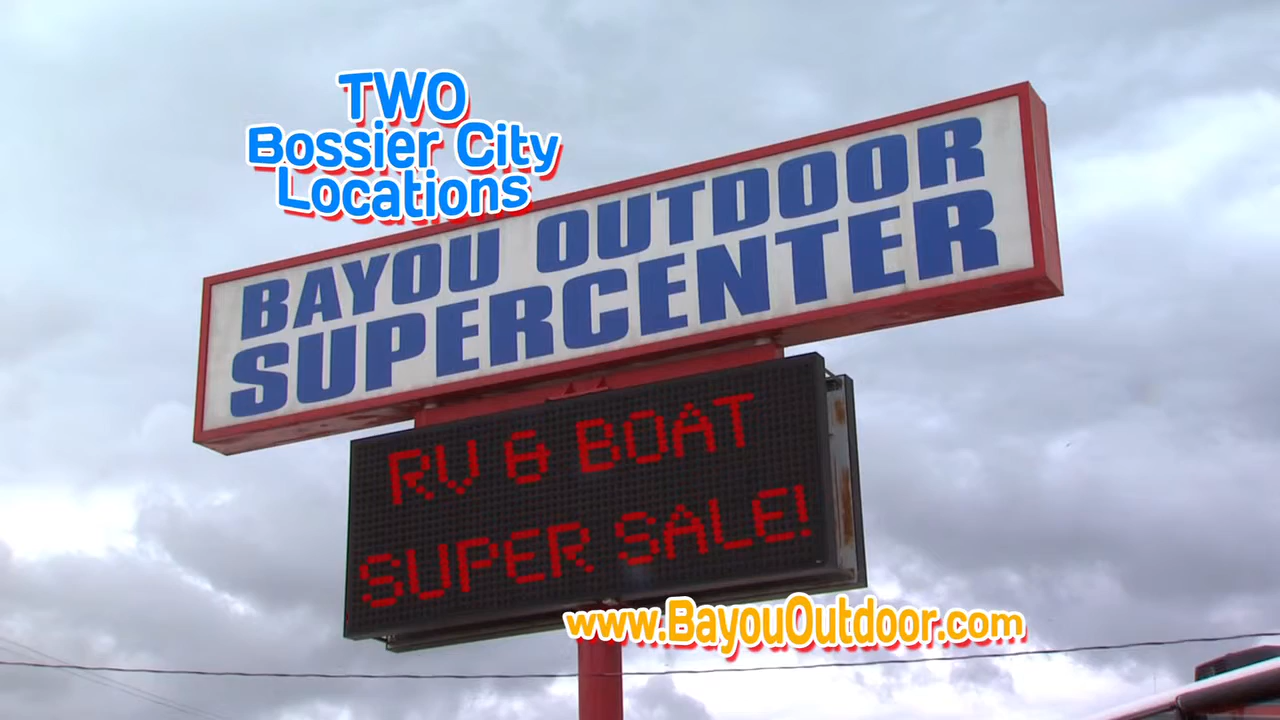 TWO
Bossier City
Locations
BAYOU OUTDOOR
SUPERCENTER
RV & BOAT
SUPER SALE!
www.BayouOutdoor.com